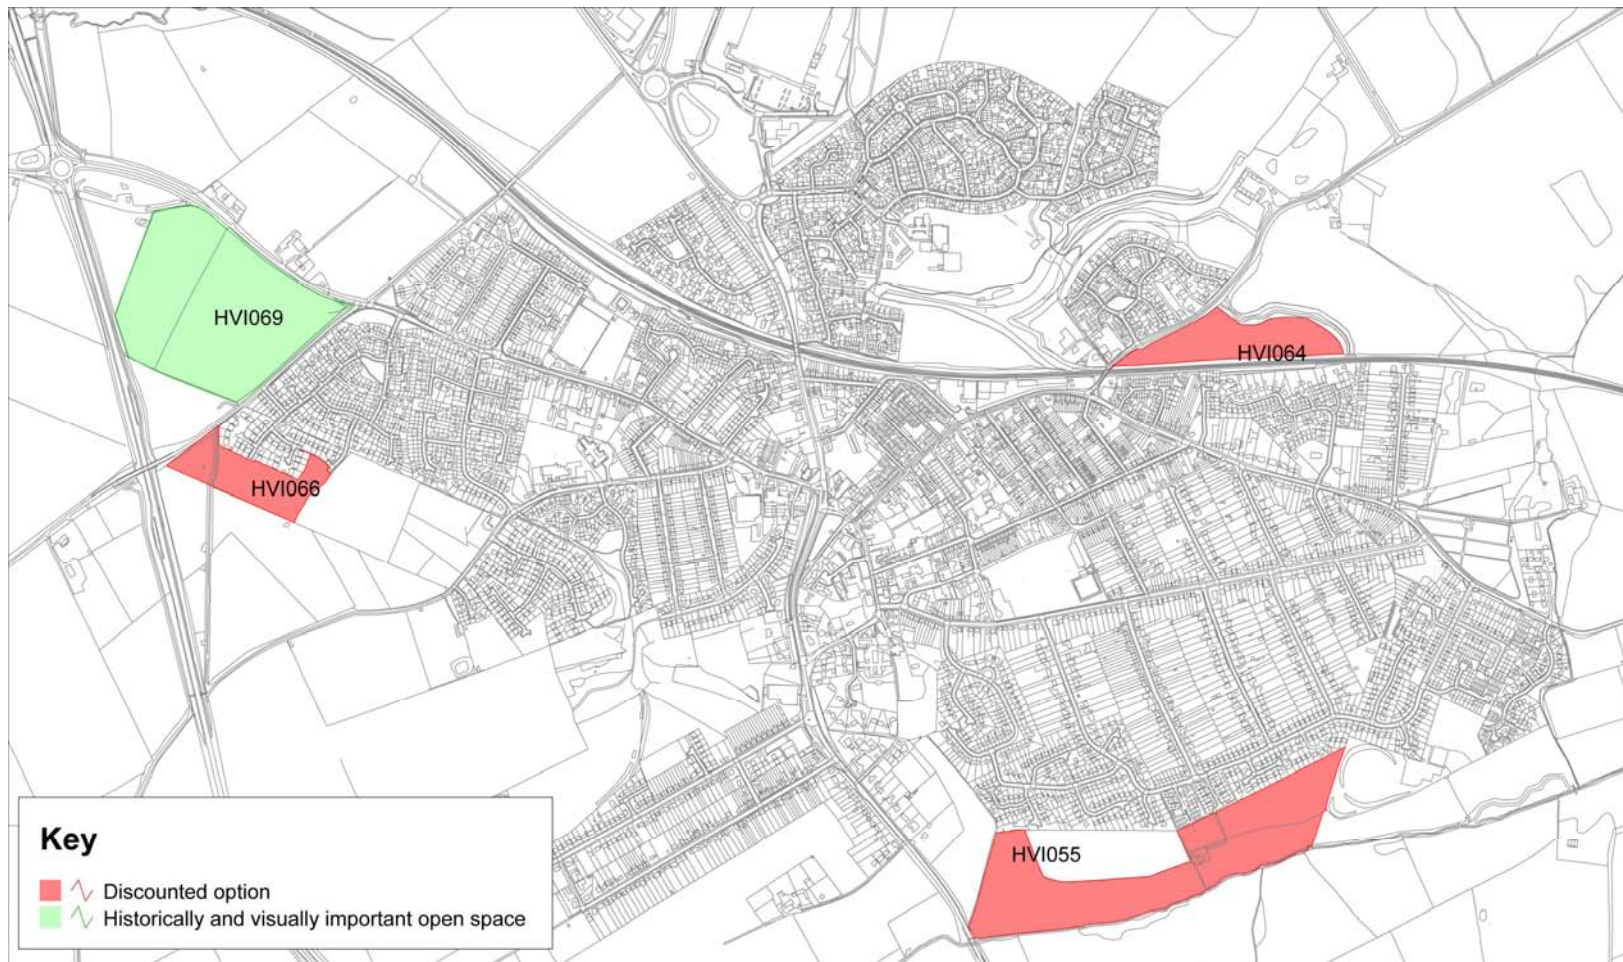 HVI069
HVI064
HVI066
HVI055
Key
Discounted option
Historically and visually important open space